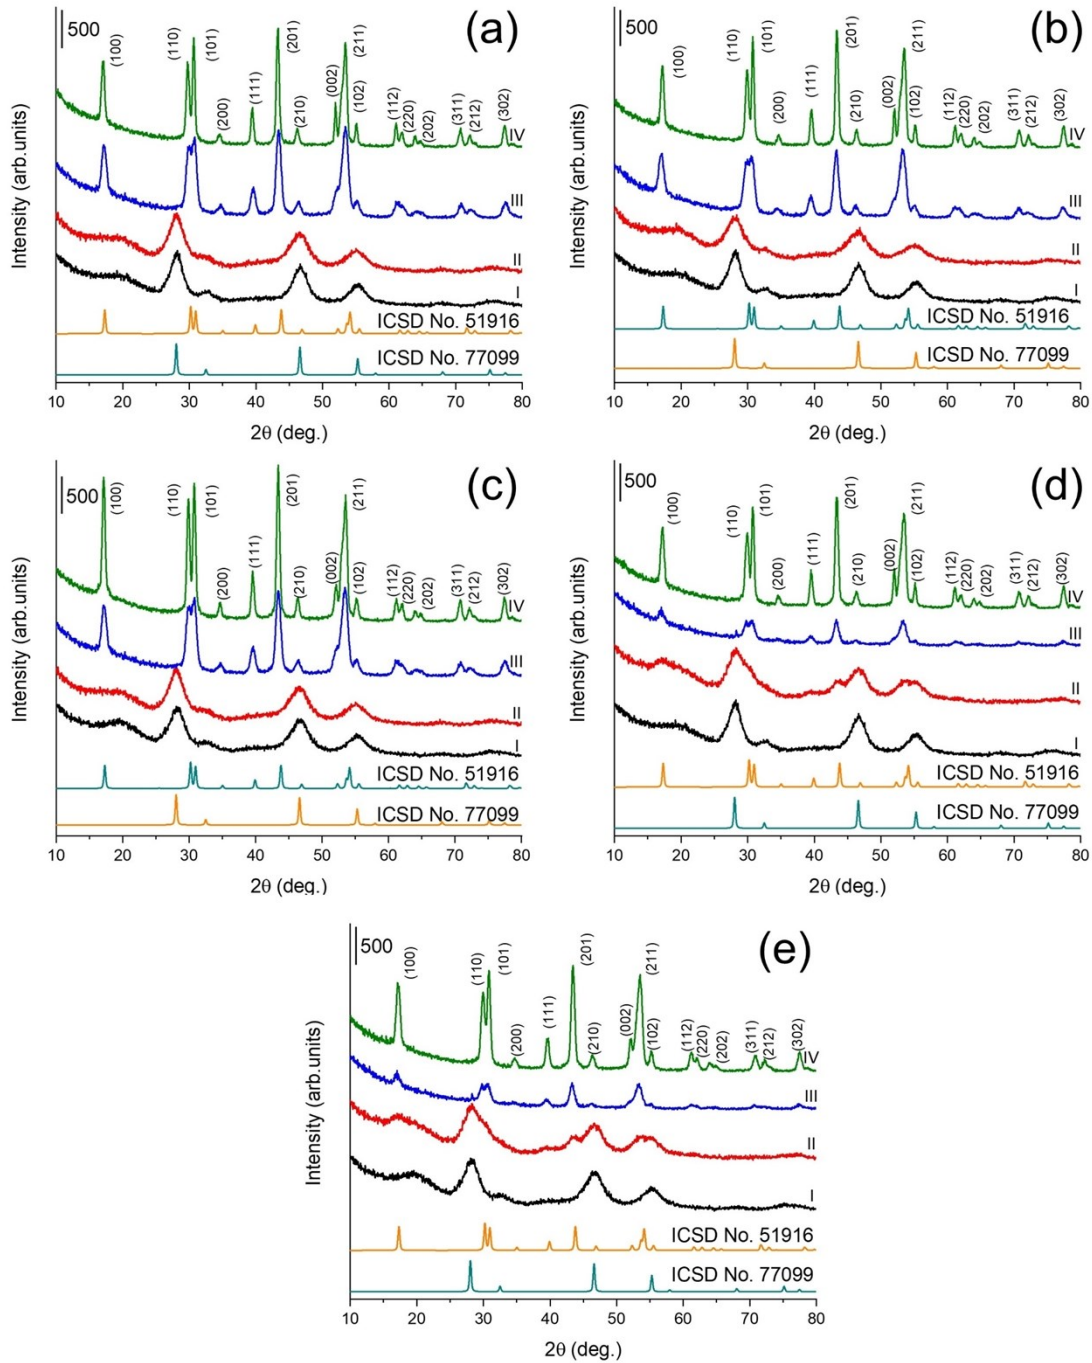 500
(a)
(100)
(110)
(101)
(200)
(111)
(201)
(210)
(002)
(211)
(102)
(112)
(220)
(202)
(311)
(212)
(302)
IV
III
II
I
ICSD No. 51916
ICSD No. 77099
Intensity (arb.units)
10 20 30 40 50 60 70 80
2θ (deg.)
500
(b)
(100)
(110)
(101)
(200)
(111)
(201)
(210)
(002)
(211)
(102)
(112)
(220)
(202)
(311)
(212)
(302)
IV
III
II
I
ICSD No. 51916
ICSD No. 77099
Intensity (arb.units)
10 20 30 40 50 60 70 80
2θ (deg.)
500
(c)
(100)
(110)
(101)
(200)
(111)
(201)
(210)
(002)
(211)
(102)
(112)
(220)
(202)
(311)
(212)
(302)
IV
III
II
I
ICSD No. 51916
ICSD No. 77099
Intensity (arb.units)
10 20 30 40 50 60 70 80
2θ (deg.)
500
(d)
(100)
(110)
(101)
(200)
(111)
(201)
(210)
(002)
(211)
(102)
(112)
(220)
(202)
(311)
(212)
(302)
IV
III
II
I
ICSD No. 51916
ICSD No. 77099
Intensity (arb.units)
10 20 30 40 50 60 70 80
2θ (deg.)
500
(e)
(100)
(110)
(101)
(200)
(111)
(201)
(210)
(002)
(211)
(102)
(112)
(220)
(202)
(311)
(212)
(302)
IV
III
II
I
ICSD No. 51916
ICSD No. 77099
Intensity (arb.units)
10 20 30 40 50 60 70 80
2θ (deg.)